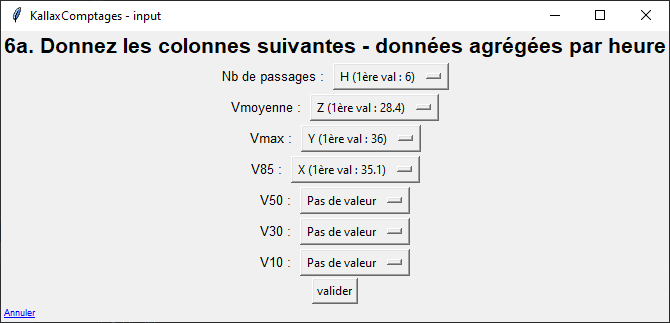 KallaxComptages - input
6a. Donnez les colonnes suivantes - données agrégées par heure
Nb de passages : H (1ère val : 6)
Vmoyenne : Z (1ère val : 28.4)
Vmax : Y (1ère val : 36)
V85 : X (1ère val : 35.1)
V50 : Pas de valeur
V30 : Pas de valeur
V10 : Pas de valeur
valider
Annuler